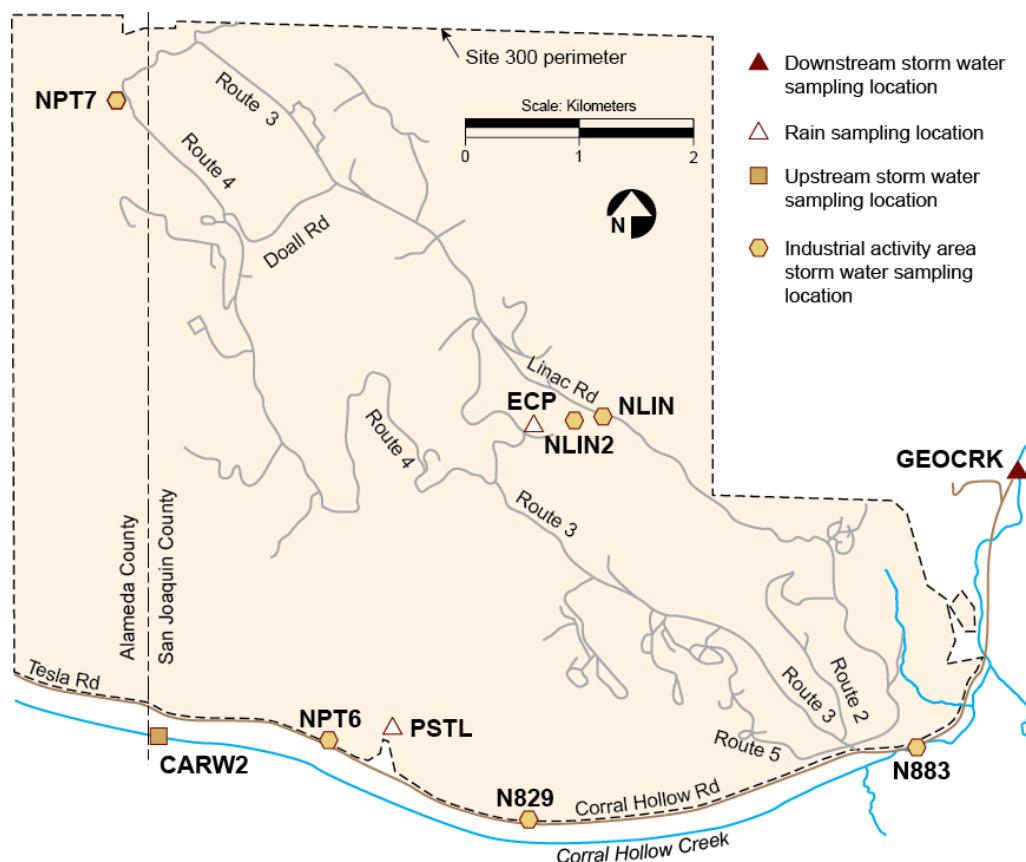 Site 300 perimeter
NPT7
Route 3
Scale: Kilometers
0 1 2
Route 4
N
Doall Rd
Downstream storm water
sampling location
Rain sampling location
Upstream storm water
sampling location
Industrial activity area
storm water sampling
location
Linac Rd
ECP
NLIN
NLIN2
Route 4
GEOCRK
Route 3
Alameda County
San Joaquin County
Tesla Rd
NPT6
PSTL
CARW2
Route 3
Route 2
Route 5
N883
N829
Corral Hollow Rd
Corral Hollow Creek